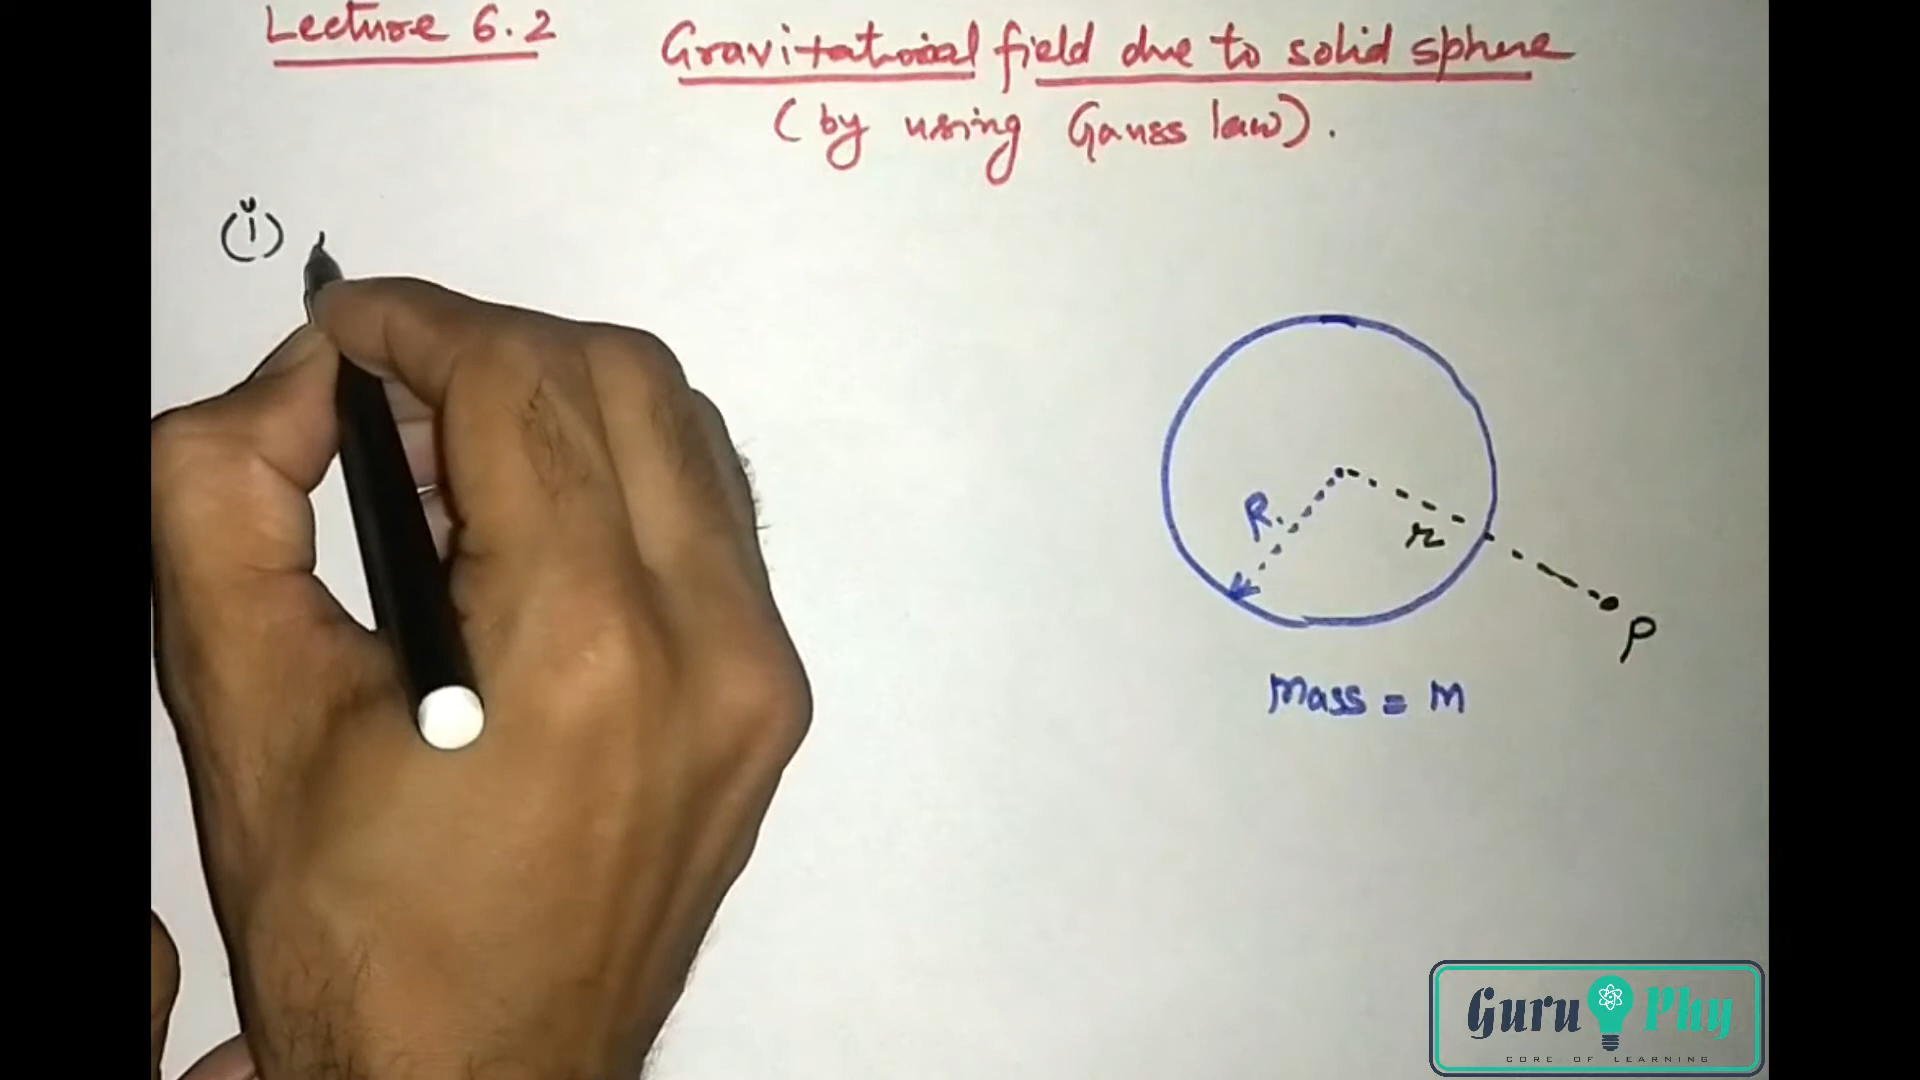 Lecture 6.2
Gravitational field due to solid sphere
(by using Gauss law).
(i)
R
r
P
Mass = M
Guru Phy
CORE OF LEARNING